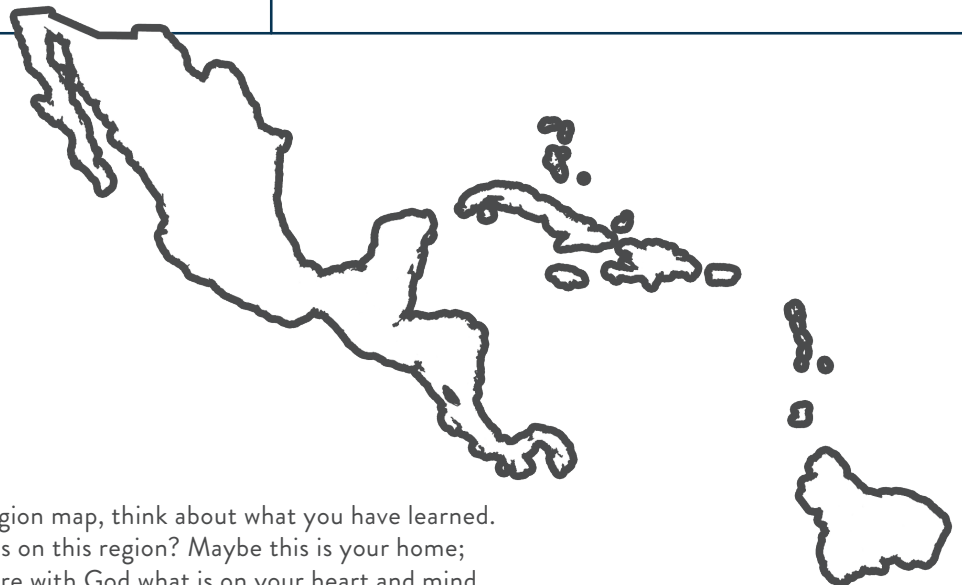 gion map, think about what you have learned.
s on this region? Maybe this is your home;
re with God what is on your heart and mind